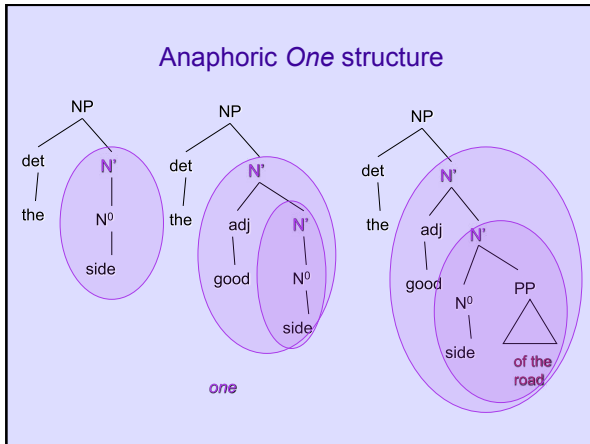 Anaphoric One structure
NP
det
N'
the
N⁰
side
NP
det
N'
the
adj
N'
good
N⁰
side
one
NP
det
N'
the
adj
N'
good
N⁰
PP
side
of the
road